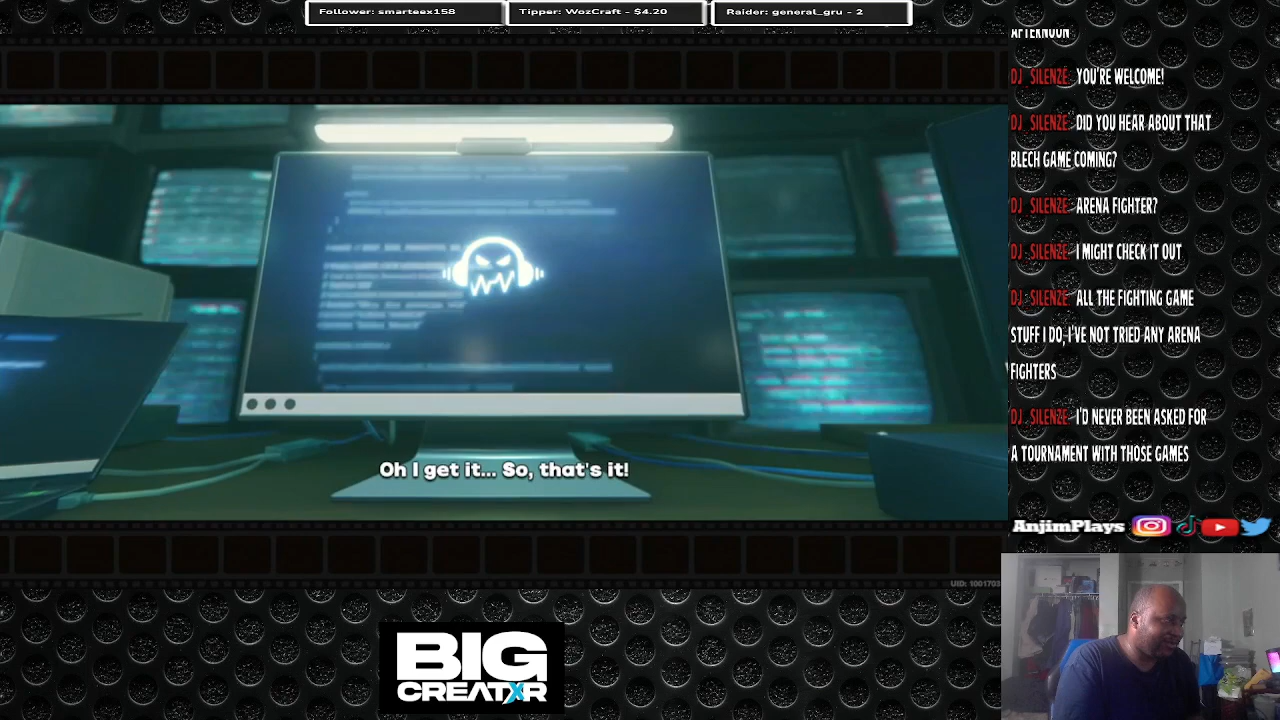 Follower: smarteex158
Tipper: WozCraft - $4.20
Raider: general_gru - 2
AFTERNOON
DJ_SILENZE: YOU'RE WELCOME!
DJ_SILENZE: DID YOU HEAR ABOUT THAT
BLECH GAME COMING?
DJ_SILENZE: ARENA FIGHTER?
DJ_SILENZE: I MIGHT CHECK IT OUT
DJ_SILENZE: ALL THE FIGHTING GAME
STUFF I DO, I'VE NOT TRIED ANY ARENA
FIGHTERS
DJ_SILENZE: I'D NEVER BEEN ASKED FOR
A TOURNAMENT WITH THOSE GAMES
Oh I get it... So, that's it!
AnjimPlays
UID: 1001703
BIG
CREATXR